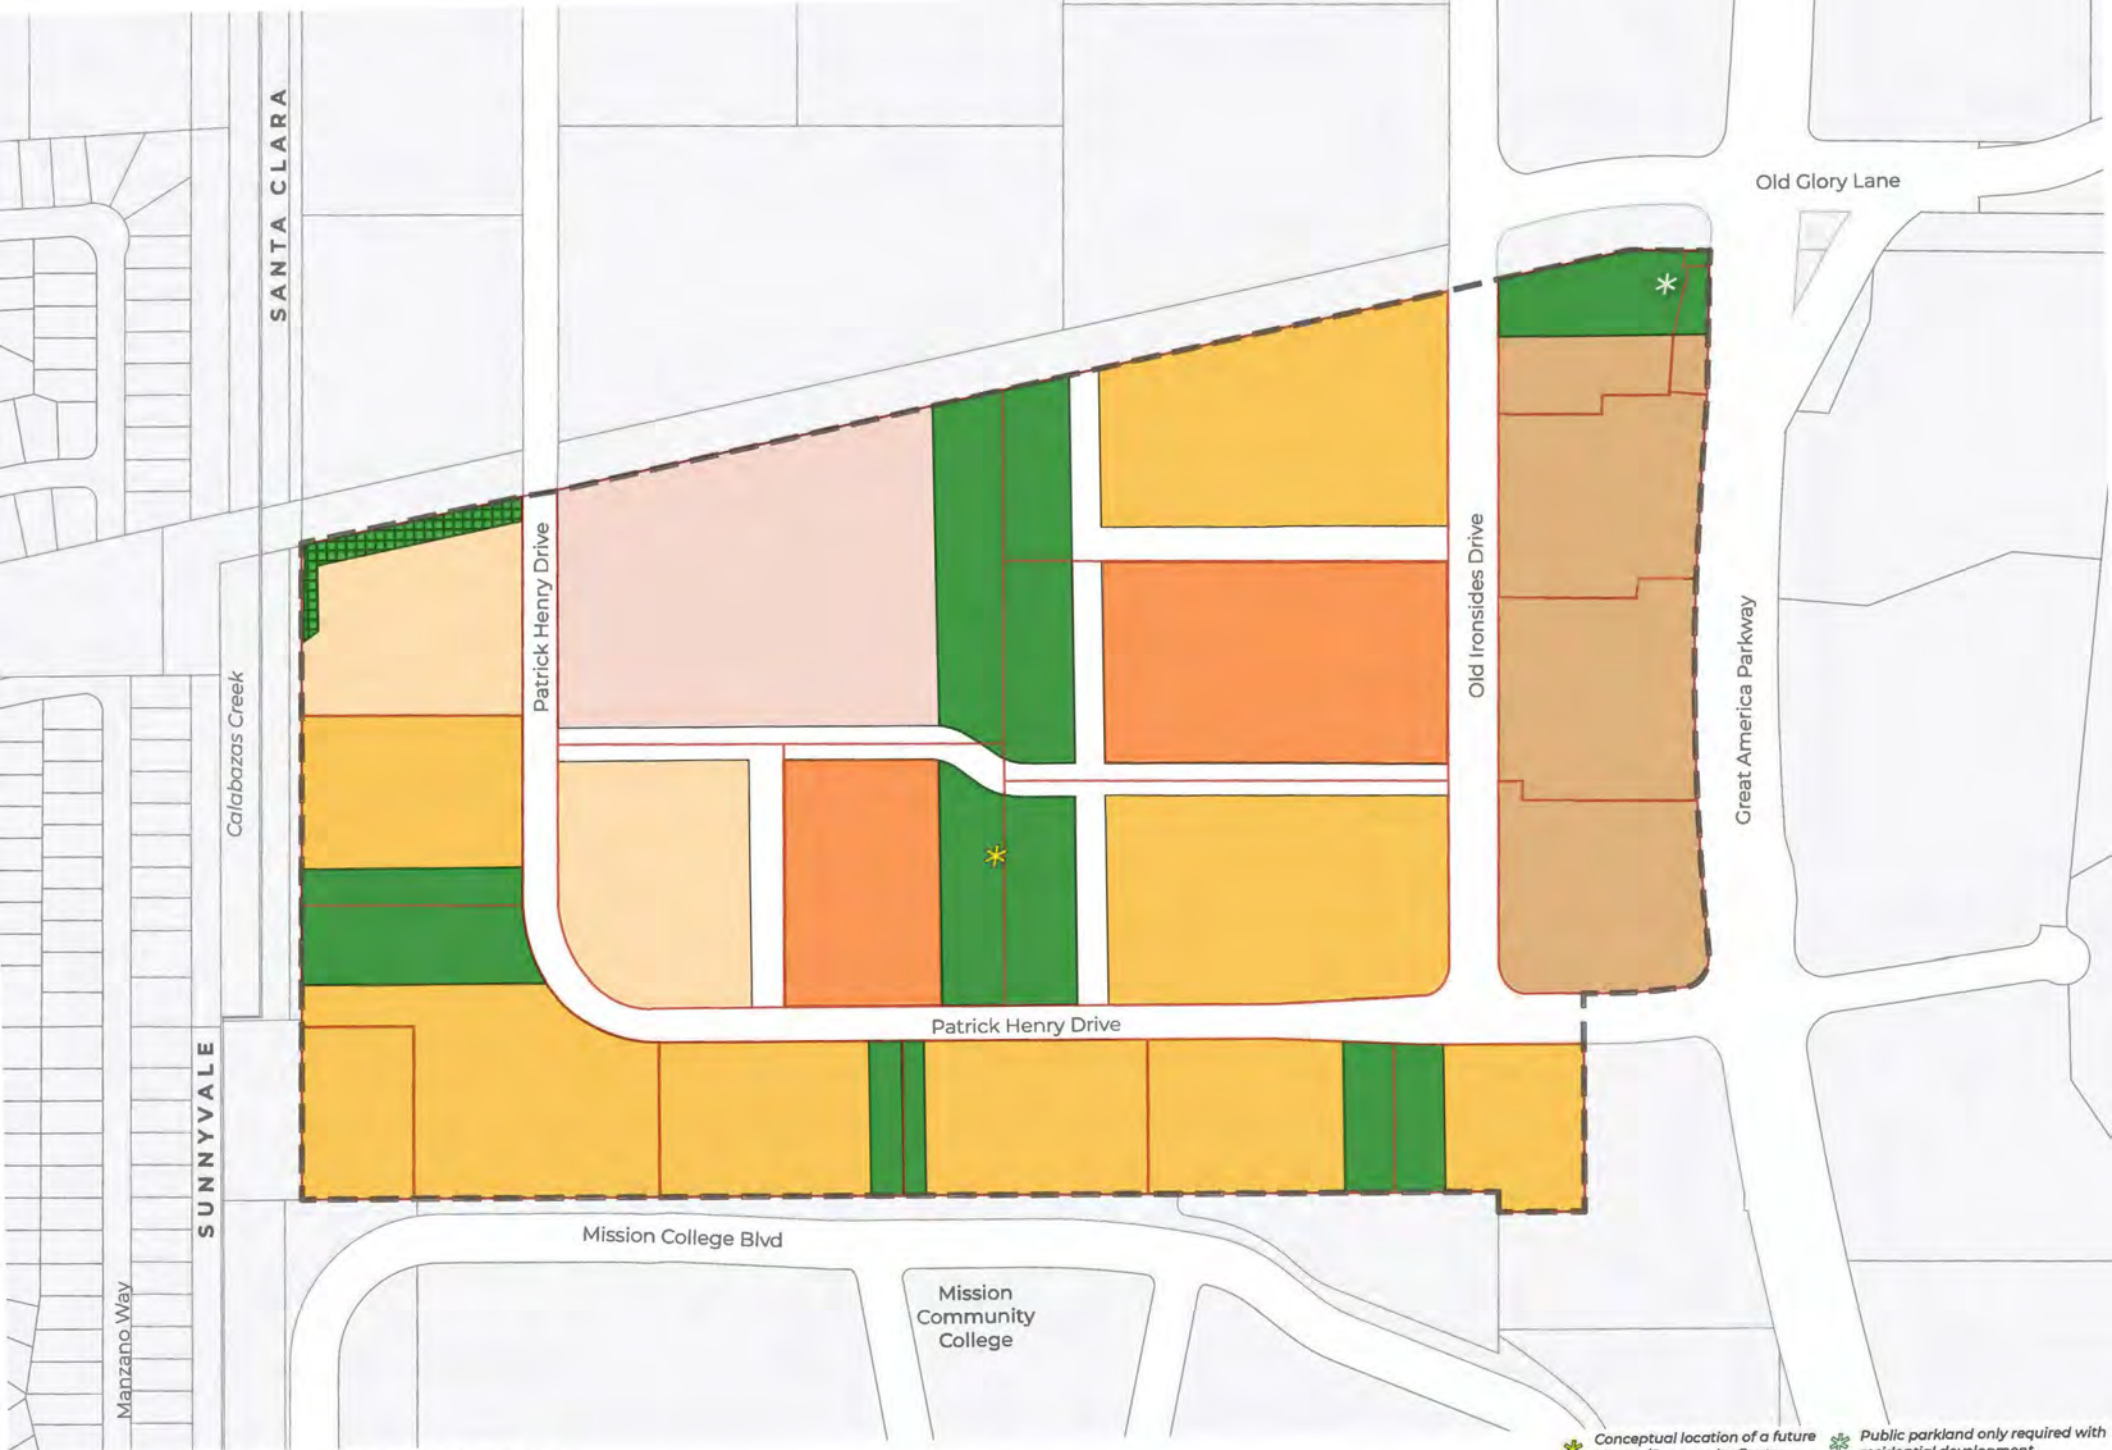 SANTA CLARA
Old Glory Lane
Patrick Henry Drive
Old Ironsides Drive
Great America Parkway
Calabazas Creek
Patrick Henry Drive
SUNNYVALE
Mission College Blvd
Manzano Way
Mission
Community
College
Conceptual location of a future
Public parkland only required with